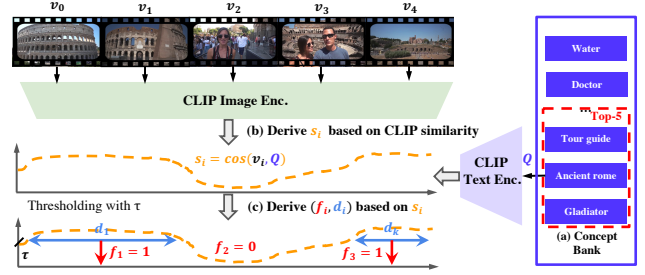 v₀ v₁ v₂ v₃ v₄
CLIP Image Enc.
(b) Derive sᵢ based on CLIP similarity
sᵢ = cos(vᵢ, Q)
Thresholding with τ
(c) Derive (fᵢ, dᵢ) based on sᵢ
τ
d₁
f₁ = 1
f₂ = 0
f₃ = 1
dₖ
CLIP
Text Enc.
Q
Water
Doctor
...
Top-5
Tour guide
Ancient rome
Gladiator
(a) Concept
Bank